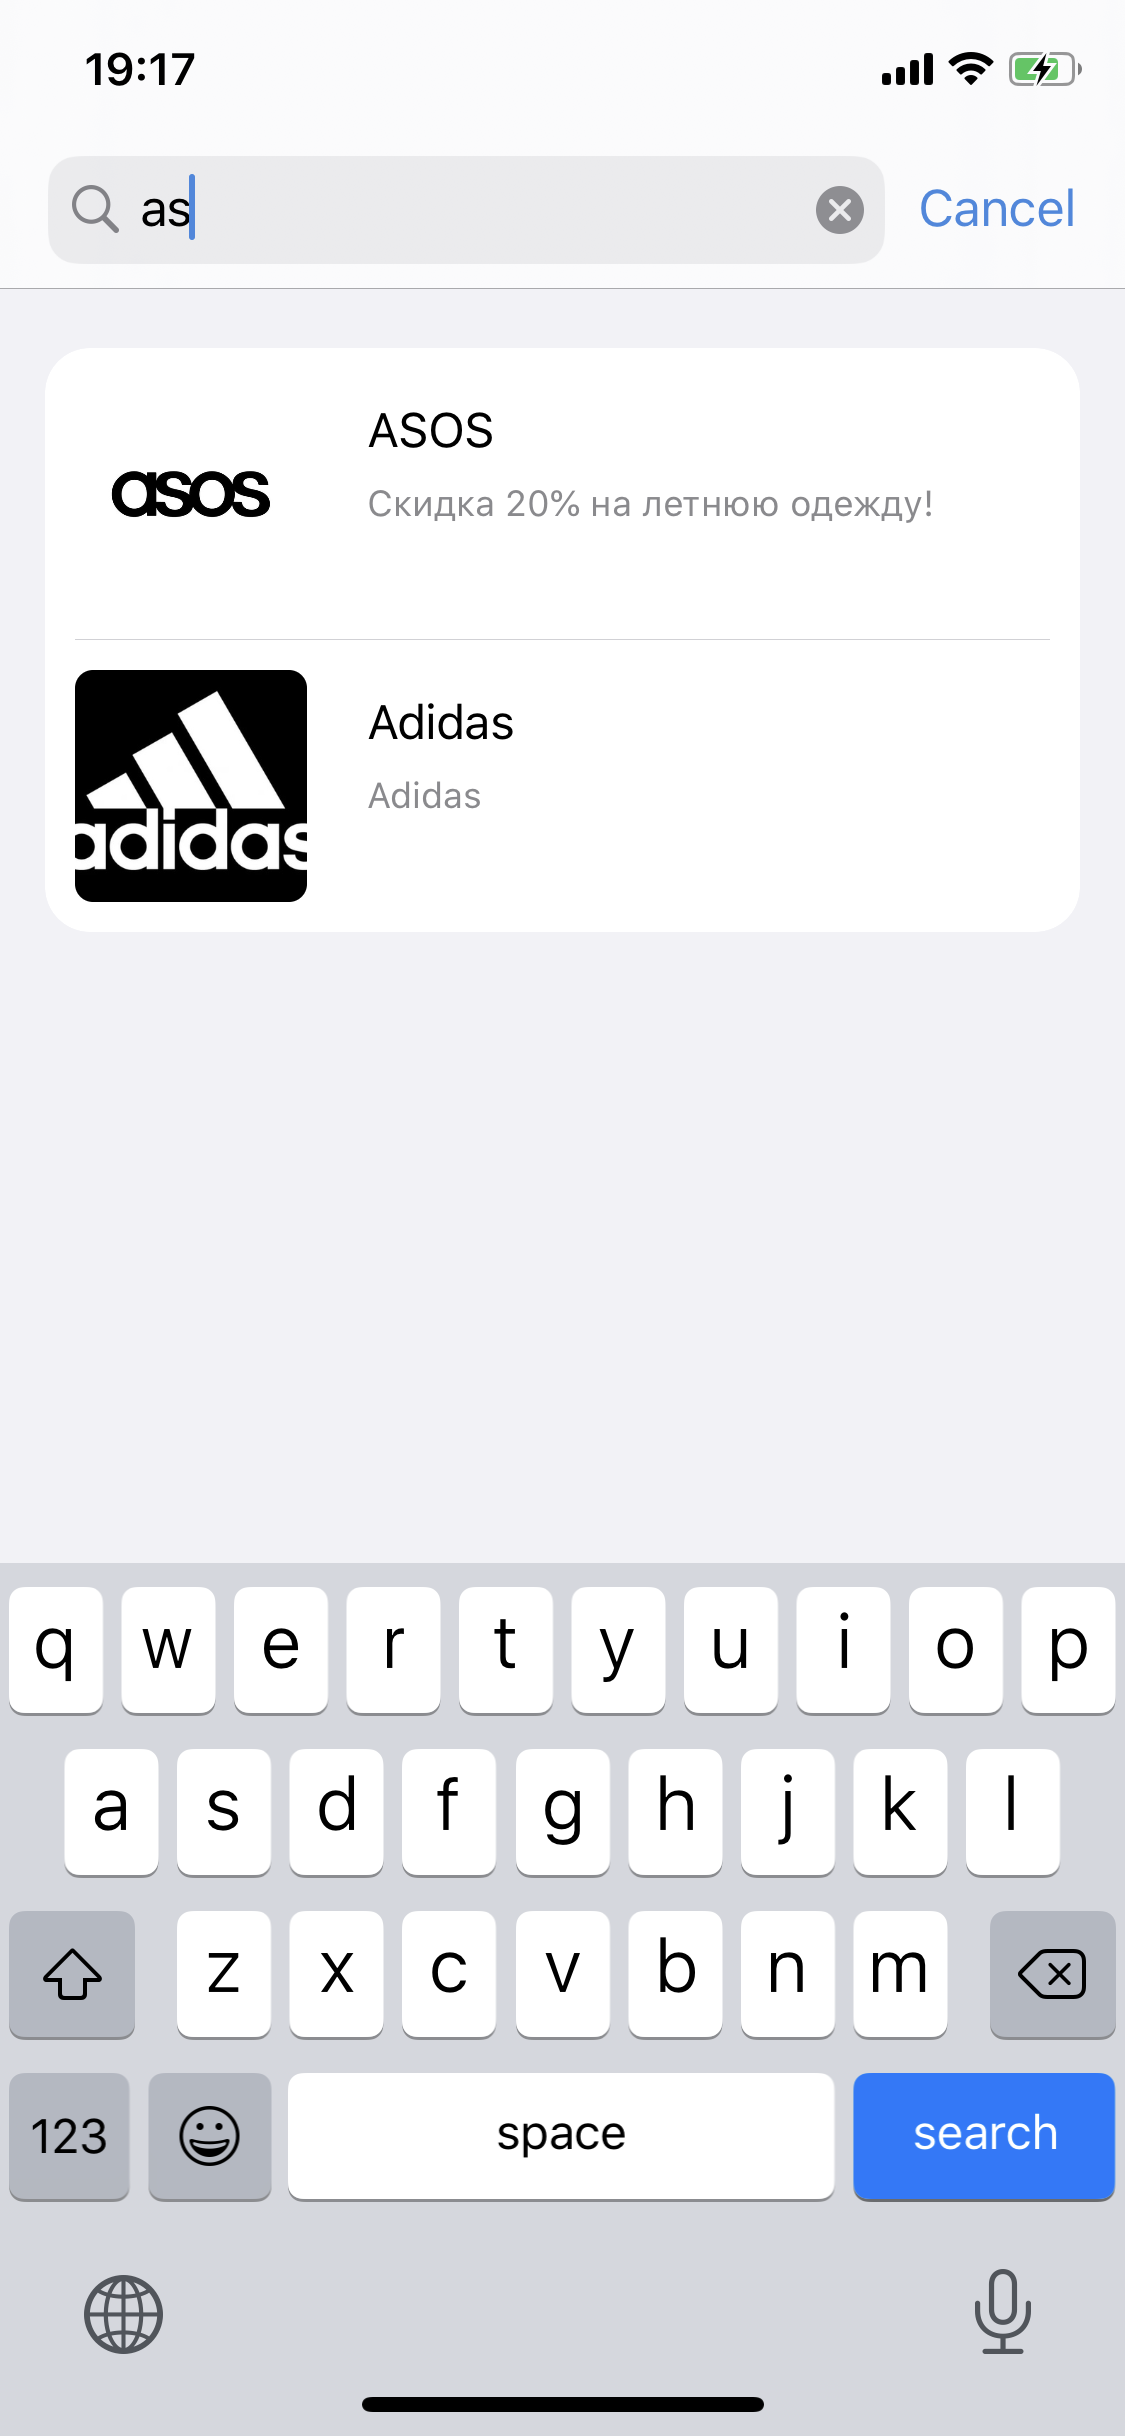 19:17
as
Cancel
asos
ASOS
Скидка 20% на летнюю одежду!
adidas
Adidas
Adidas
q w e r t y u i o p
a s d f g h j k l
z x c v b n m
123 space search